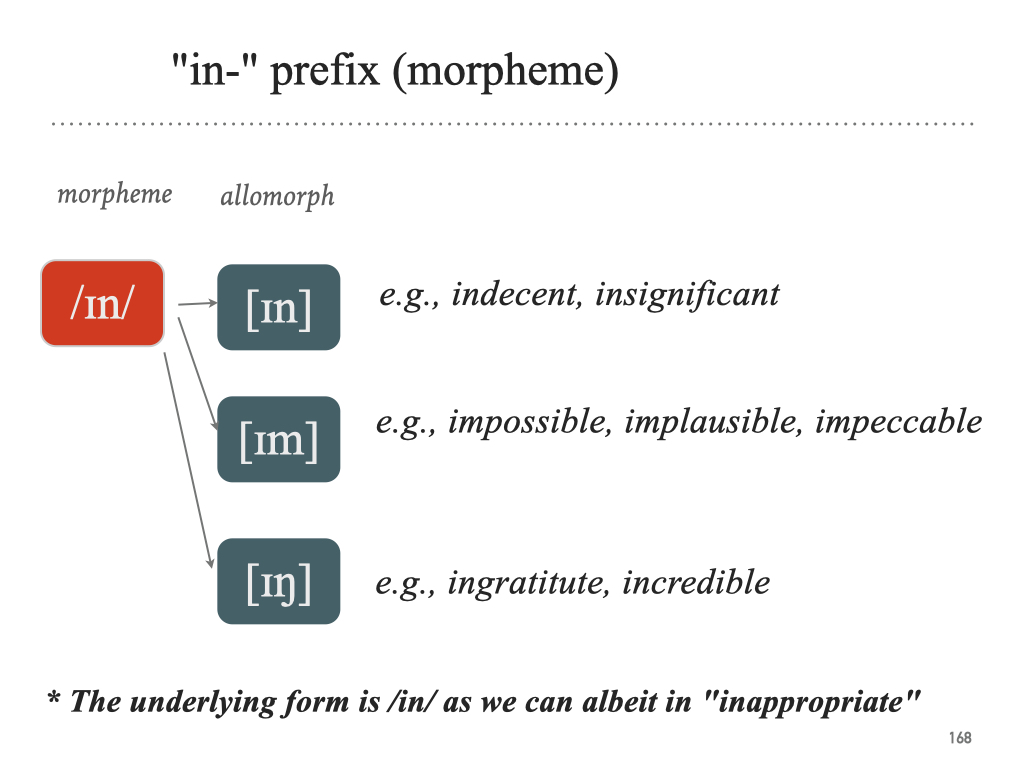 "in-" prefix (morpheme)
morpheme
allomorph
/ɪn/
[ɪn]
e.g., indecent, insignificant
[ɪm]
e.g., impossible, implausible, impeccable
[ɪŋ]
e.g., ingratitute, incredible
* The underlying form is /in/ as we can albeit in "inappropriate"
168